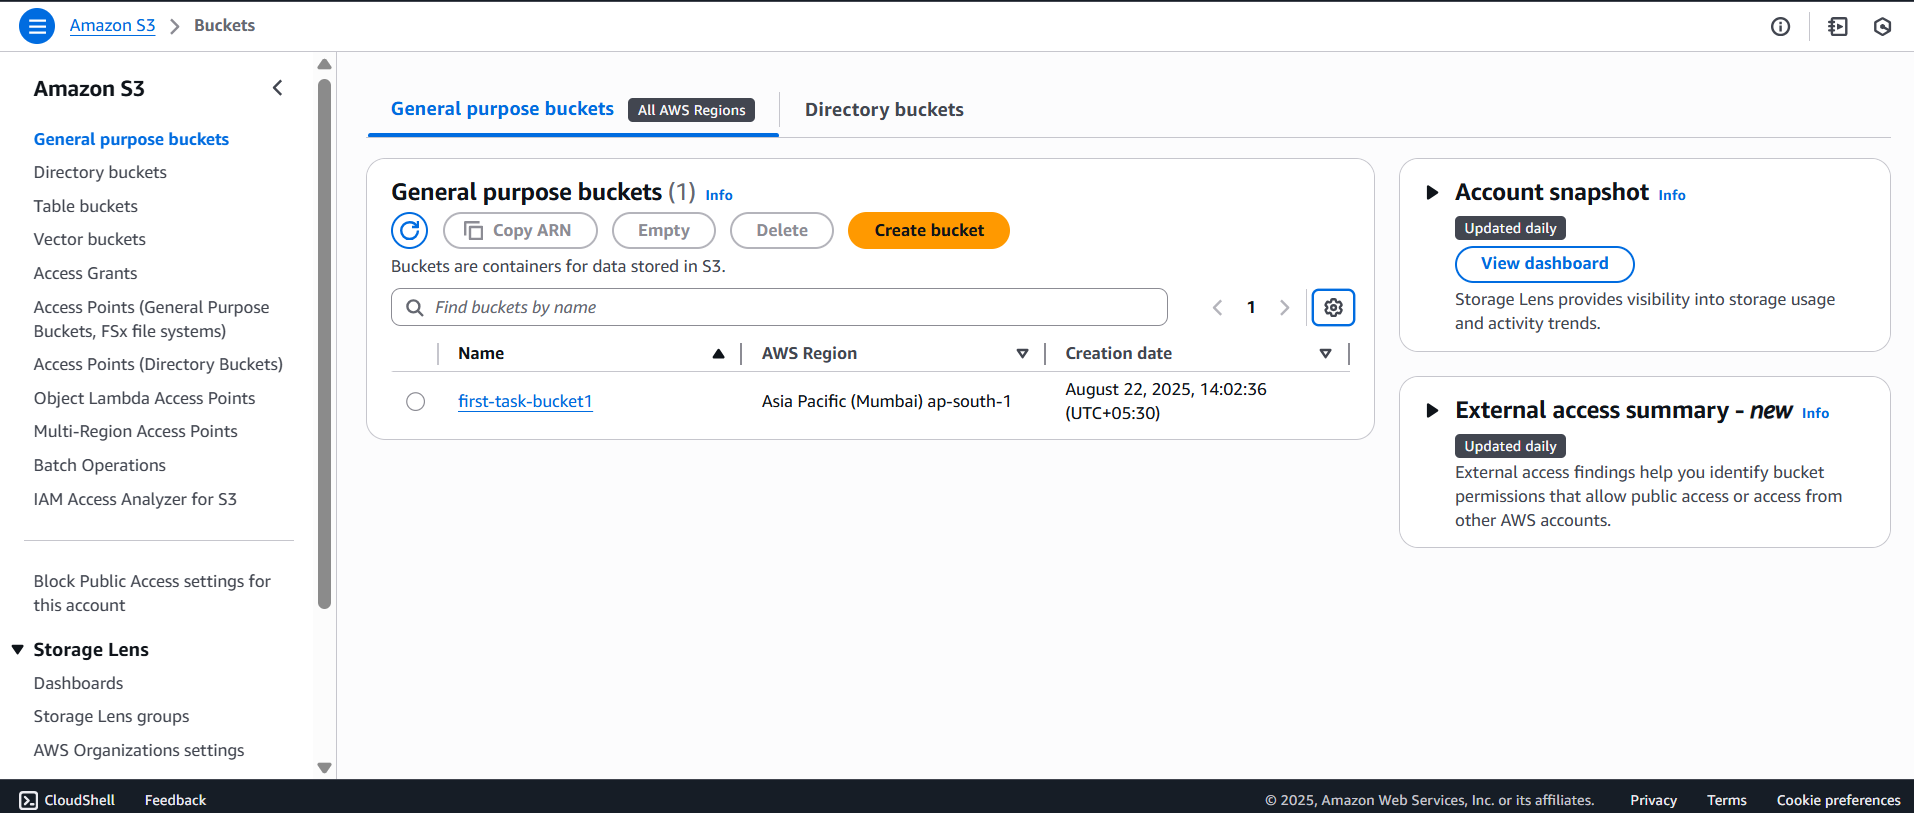 Amazon S3 > Buckets
Amazon S3
General purpose buckets
Directory buckets
Table buckets
Vector buckets
Access Grants
Access Points (General Purpose
Buckets, FSx file systems)
Access Points (Directory Buckets)
Object Lambda Access Points
Multi-Region Access Points
Batch Operations
IAM Access Analyzer for S3
Block Public Access settings for
this account
Storage Lens
Dashboards
Storage Lens groups
AWS Organizations settings
General purpose buckets All AWS Regions Directory buckets
General purpose buckets (1) Info
Copy ARN Empty Delete Create bucket
Buckets are containers for data stored in S3.
Find buckets by name 1
Name AWS Region Creation date
first-task-bucket1 Asia Pacific (Mumbai) ap-south-1 August 22, 2025, 14:02:36
(UTC+05:30)
Account snapshot Info
Updated daily
View dashboard
Storage Lens provides visibility into storage usage
and activity trends.
External access summary - new Info
Updated daily
External access findings help you identify bucket
permissions that allow public access or access from
other AWS accounts.
CloudShell Feedback © 2025, Amazon Web Services, Inc. or its affiliates. Privacy Terms Cookie preferences